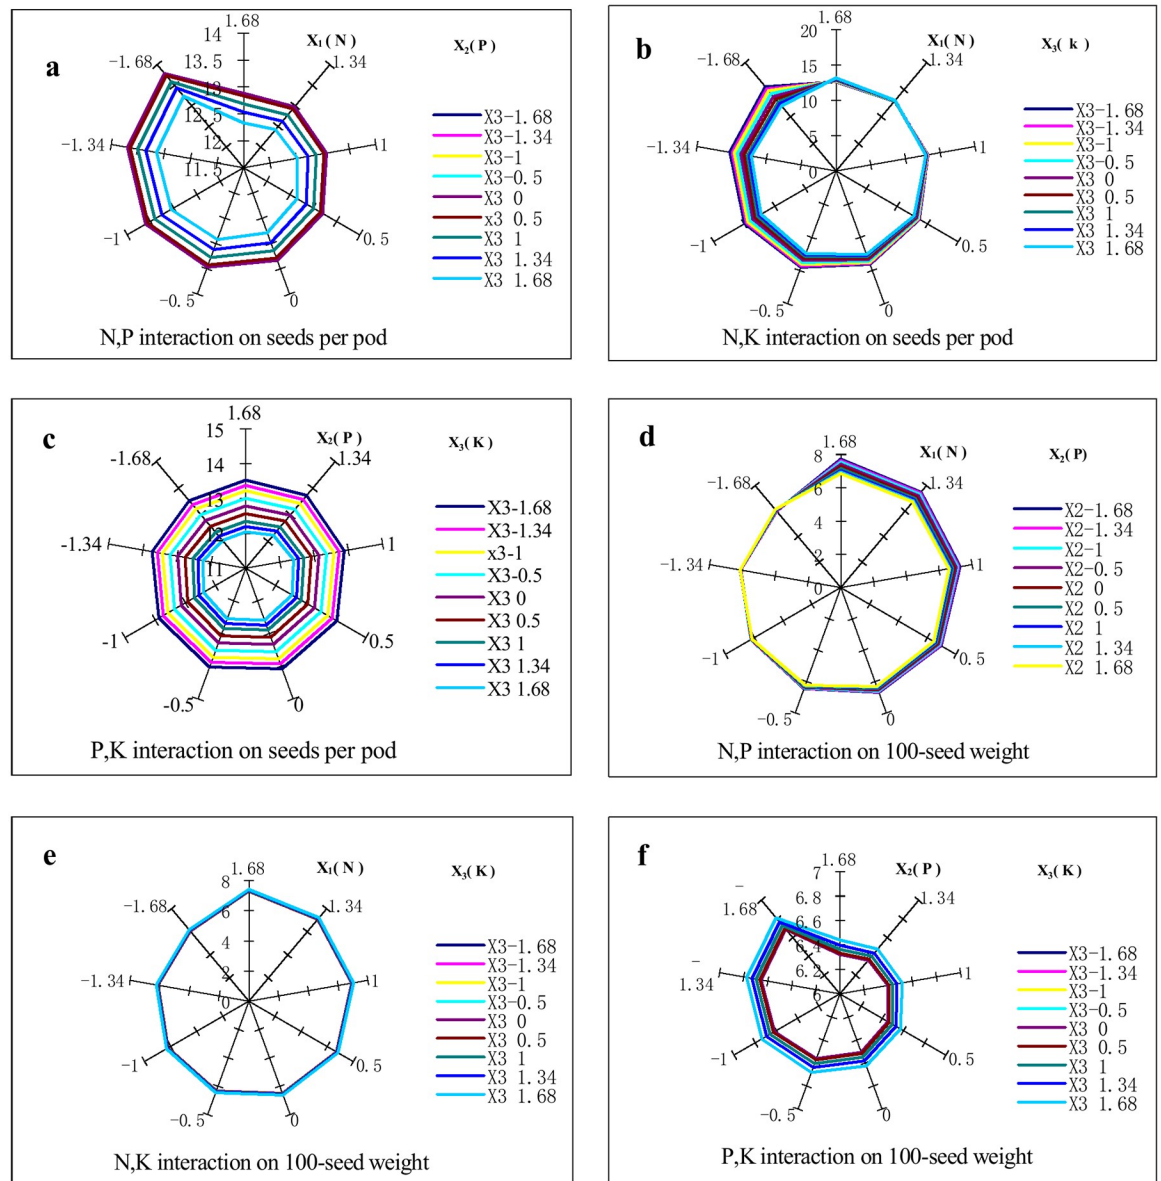 a
1.68
14
13.5
13
12.5
12
11.5
X₁( N )
1.34
1
0.5
0
-0.5
-1
-1.34
-1.68
X₂( P )
X3-1.68
X3-1.34
X3-1
X3-0.5
X3 0
x3 0.5
X3 1
X3 1.34
X3 1.68
N,P interaction on seeds per pod
b
1.68
20
15
10
5
0
X₁( N )
1.34
1
0.5
0
-0.5
-1
-1.34
-1.68
X₃( k )
X3-1.68
X3-1.34
X3-1
X3-0.5
X3 0
X3 0.5
X3 1
X3 1.34
X3 1.68
N,K interaction on seeds per pod
c
1.68
15
14
13
12
11
X₂( P )
1.34
1
0.5
0
-0.5
-1
-1.34
-1.68
X₃( K )
X3-1.68
X3-1.34
x3-1
X3-0.5
X3 0
X3 0.5
X3 1
X3 1.34
X3 1.68
P,K interaction on seeds per pod
d
1.68
8
6
4
2
0
X₁( N )
1.34
1
0.5
0
-0.5
-1
-1.34
-1.68
X₂( P)
X2-1.68
X2-1.34
X2-1
X2-0.5
X2 0
X2 0.5
X2 1
X2 1.34
X2 1.68
N,P interaction on 100-seed weight
e
1.68
8
6
4
2
0
X₁( N )
1.34
1
0.5
0
-0.5
-1
-1.34
-1.68
X₃( K )
X3-1.68
X3-1.34
X3-1
X3-0.5
X3 0
X3 0.5
X3 1
X3 1.34
X3 1.68
N,K interaction on 100-seed weight
f
1.68
7
6.8
6.6
6.4
6.2
6
X₂( P )
1.34
1
0.5
0
-0.5
-1
-
1.34
-
1.68
X₃( K )
X3-1.68
X3-1.34
X3-1
X3-0.5
X3 0
X3 0.5
X3 1
X3 1.34
X3 1.68
P,K interaction on 100-seed weight